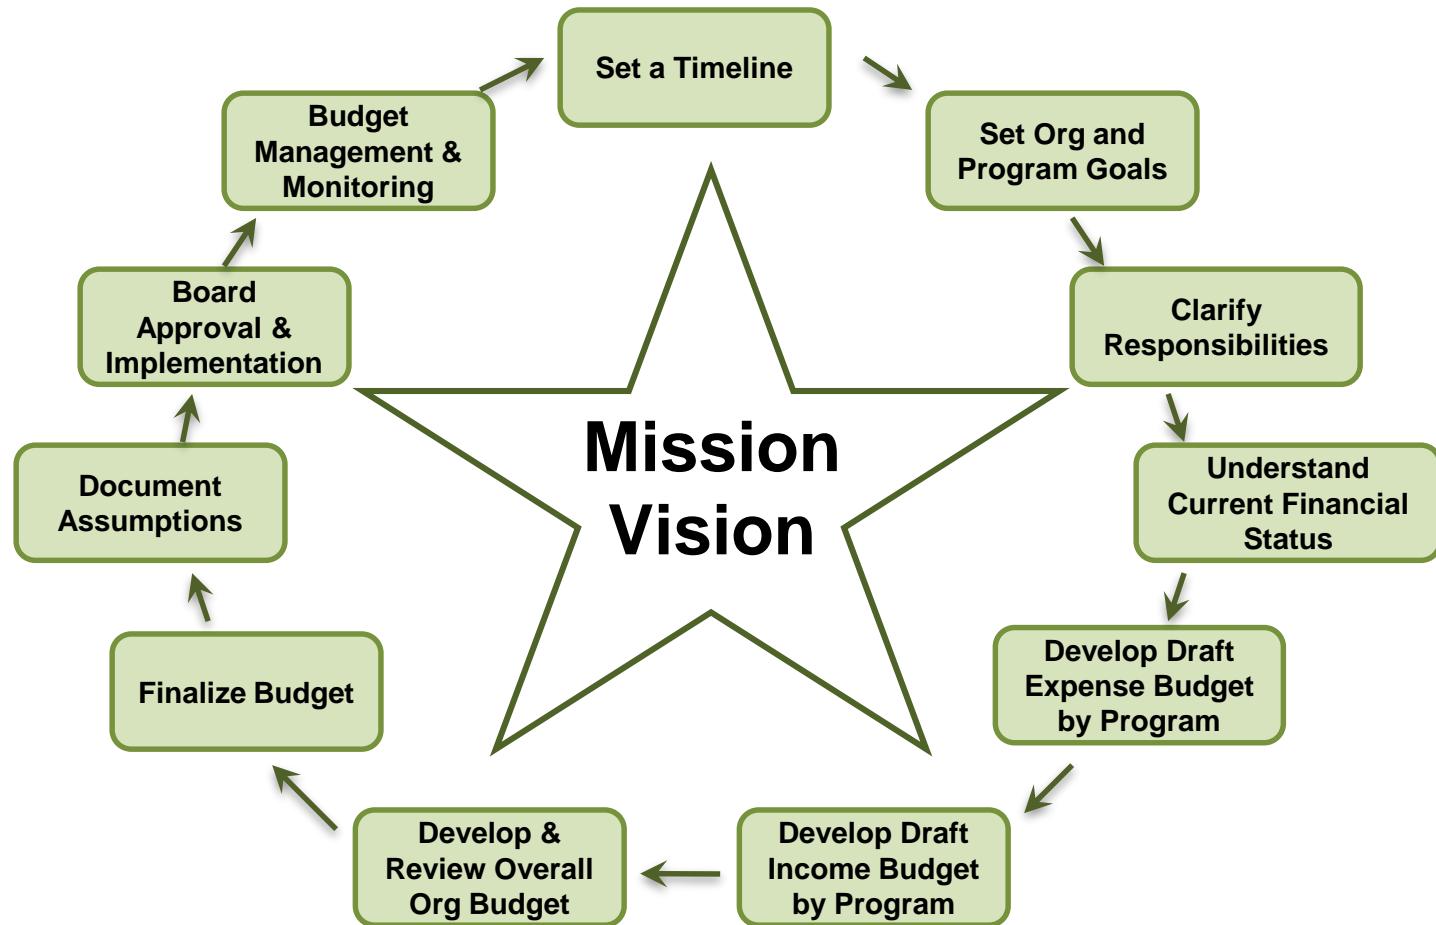 Set a Timeline
Set Org and
Program Goals
Clarify
Responsibilities
Understand
Current Financial
Status
Develop Draft
Expense Budget
by Program
Develop Draft
Income Budget
by Program
Develop &
Review Overall
Org Budget
Finalize Budget
Document
Assumptions
Board
Approval &
Implementation
Budget
Management &
Monitoring
Mission
Vision